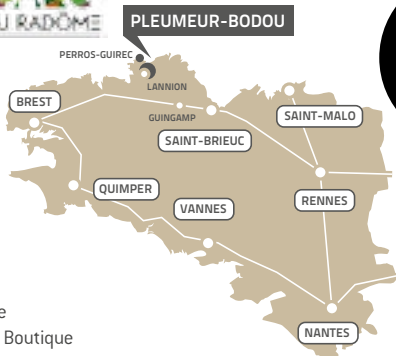 U RADÔME
PLEUMEUR-BODOU
PERROS-GUIREC
LANNION
BREST
GUINGAMP
SAINT-MALO
SAINT-BRIEUC
QUIMPER
RENNES
VANNES
e
Boutique
NANTES